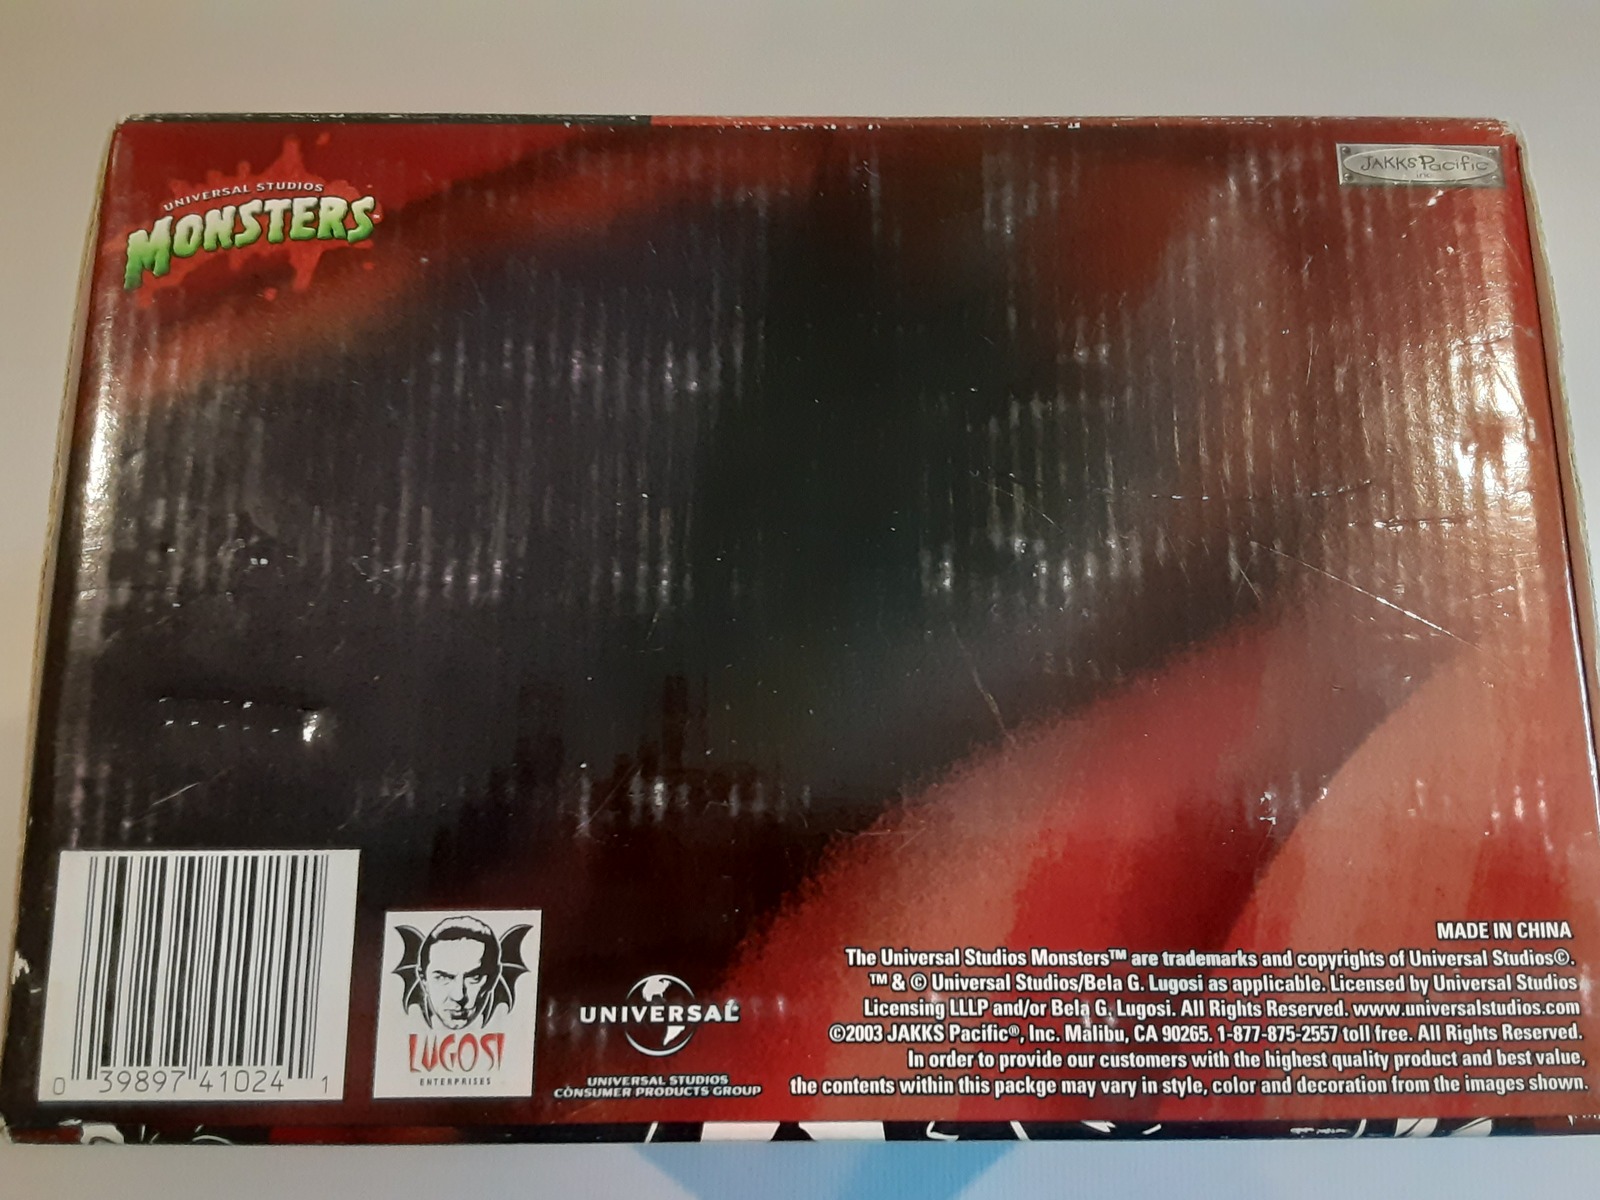 UNIVERSAL STUDIOS
MONSTERS
JAKKS Pacific
inc.
0 39897 41024 1
LUGOSI
ENTERPRISES
UNIVERSAL
UNIVERSAL STUDIOS
CONSUMER PRODUCTS GROUP
MADE IN CHINA
The Universal Studios Monsters™ are trademarks and copyrights of Universal Studios©.
™ & © Universal Studios/Bela G. Lugosi as applicable. Licensed by Universal Studios
Licensing LLLP and/or Bela G. Lugosi. All Rights Reserved. www.universalstudios.com
©2003 JAKKS Pacific®, Inc. Malibu, CA 90265. 1-877-875-2557 toll free. All Rights Reserved.
In order to provide our customers with the highest quality product and best value,
the contents within this packge may vary in style, color and decoration from the images shown.